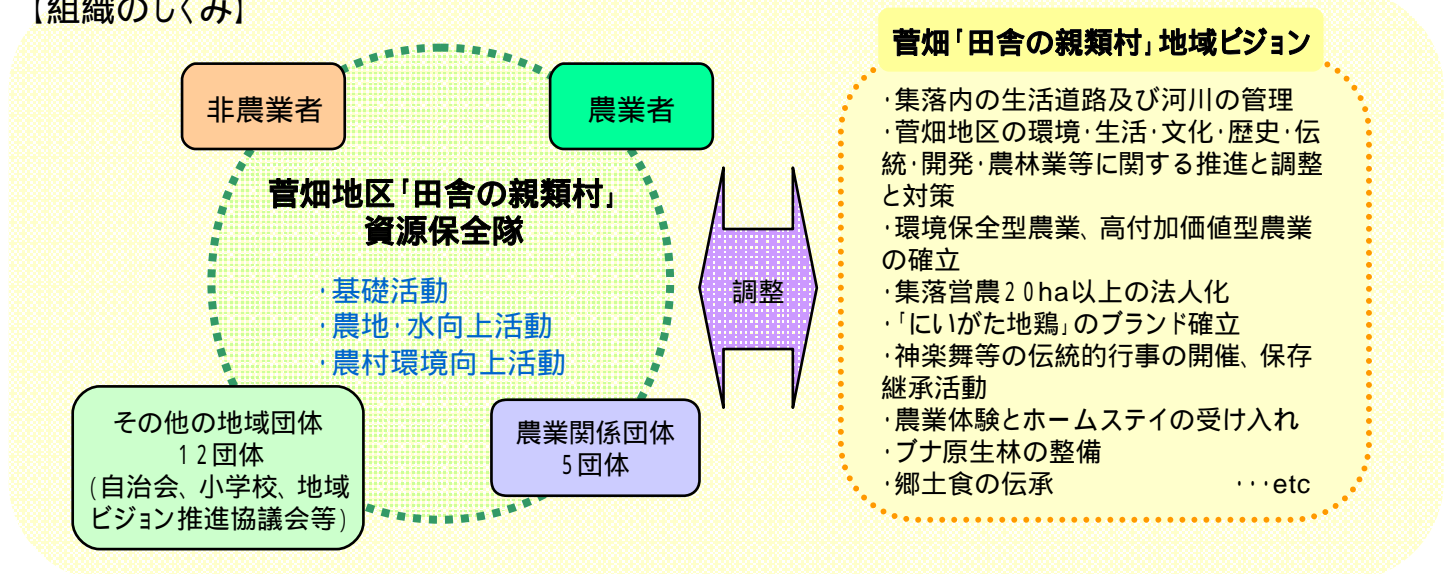 【組織のしくみ】
非農業者
農業者
菅畑地区「田舎の親類村」
資源保全隊
･基礎活動
･農地･水向上活動
･農村環境向上活動
その他の地域団体
12団体
(自治会、小学校、地域
ビジョン推進協議会等)
農業関係団体
5団体
調整
菅畑「田舎の親類村」地域ビジョン
･集落内の生活道路及び河川の管理
･菅畑地区の環境･生活･文化･歴史･伝
統･開発･農林業等に関する推進と調整
と対策
･環境保全型農業、高付加価値型農業
の確立
･集落営農20ha以上の法人化
･「にいがた地鶏」のブランド確立
･神楽舞等の伝統的行事の開催、保存
継承活動
･農業体験とホームステイの受け入れ
･ブナ原生林の整備
･郷土食の伝承 ･･･etc